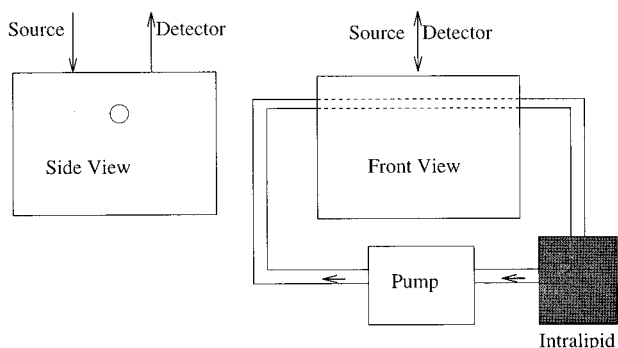 Source
Detector
Side View
Source
Detector
Front View
Pump
Intralipid